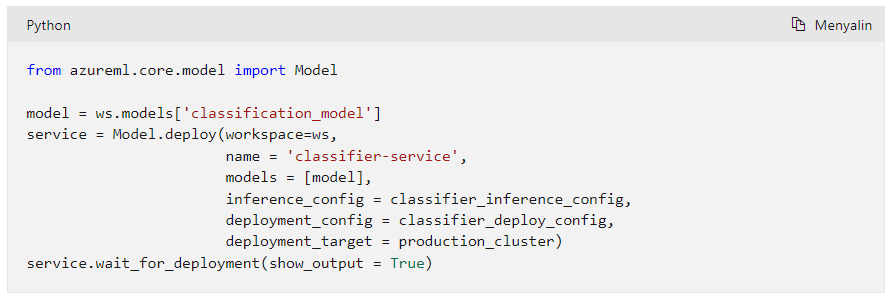 Python
Menyalin
from azureml.core.model import Model
model = ws.models['classification_model']
service = Model.deploy(workspace=ws,
name = 'classifier-service',
models = [model],
inference_config = classifier_inference_config,
deployment_config = classifier_deploy_config,
deployment_target = production_cluster)
service.wait_for_deployment(show_output = True)